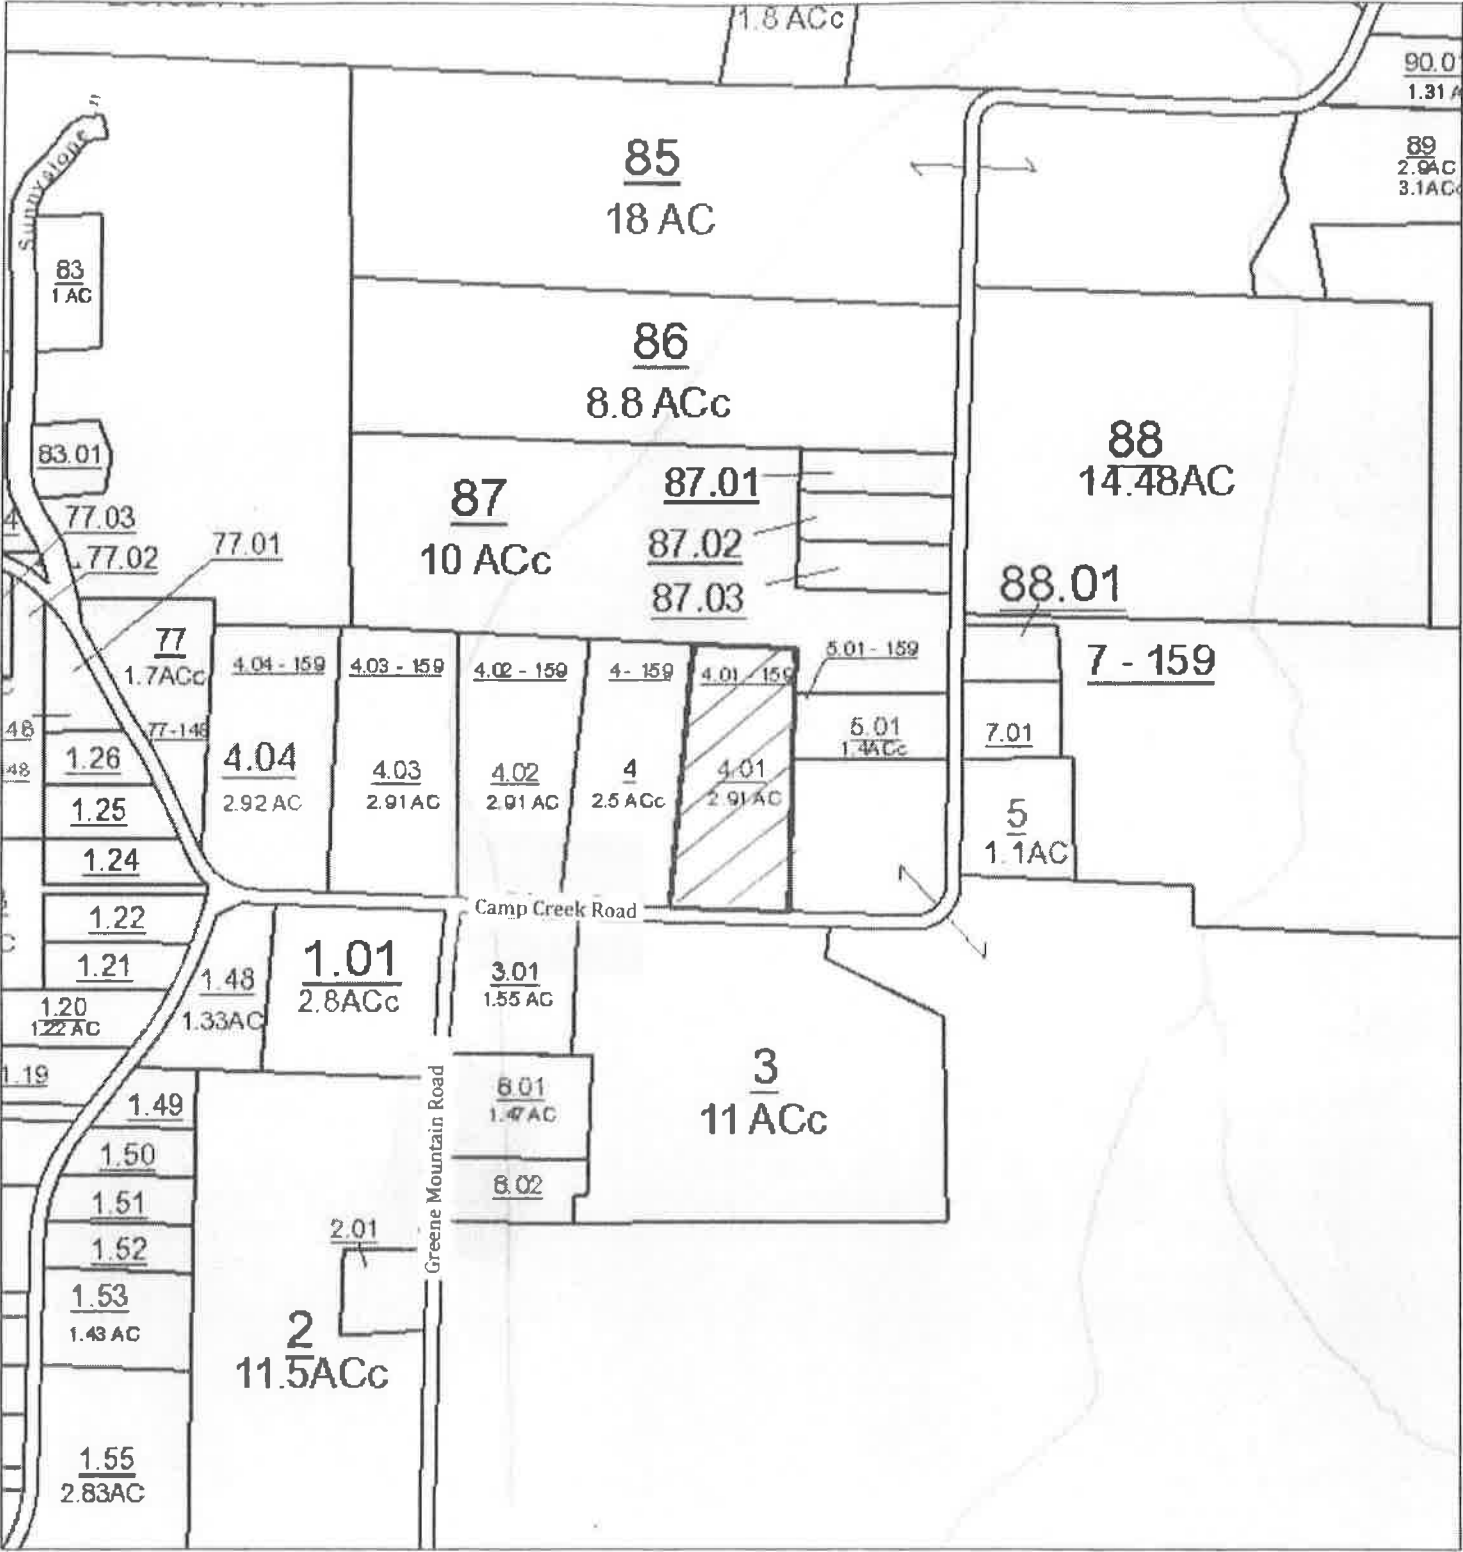 1.8 ACc
90.0
1.31 A
Sunnyslope
85
18 AC
89
2.9AC
3.1ACc
83
1 AC
86
8.8 ACc
83.01
88
14.48AC
87
10 ACc
87.01
87.02
87.03
4
77.03
77.02
77.01
88.01
77
1.7ACc
4.04 - 159
4.03 - 159
4.02 - 159
4 - 159
4.01 - 159
5.01 - 159
7 - 159
48
77-148
48
1.26
4.04
2.92 AC
4.03
2.91 AC
4.02
2.91 AC
4
2.5 ACc
4.01
2.91 AC
5.01
1.4ACc
7.01
1.25
5
1.1AC
1.24
Camp Creek Road
1.22
1.21
1.01
2.8ACc
3.01
1.55 AC
1.48
1.33AC
1.20
1.22 AC
1.19
3
11 ACc
1.49
6.01
1.47 AC
Greene Mountain Road
1.50
6.02
1.51
2.01
1.52
1.53
1.43 AC
2
11.5ACc
1.55
2.83AC